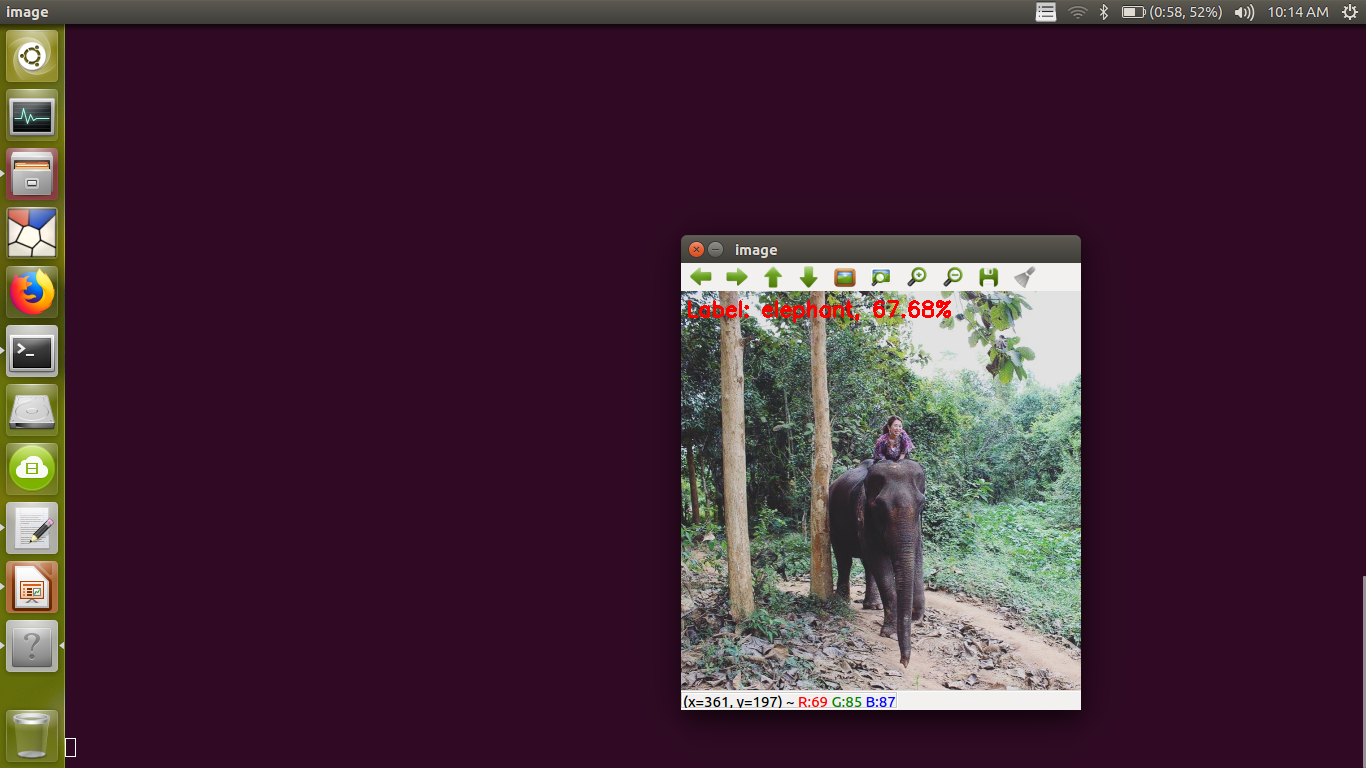 image
(0:58, 52%) 10:14 AM
image
Label: elephant, 67.68%
(x=361, y=197) ~ R:69 G:85 B:87